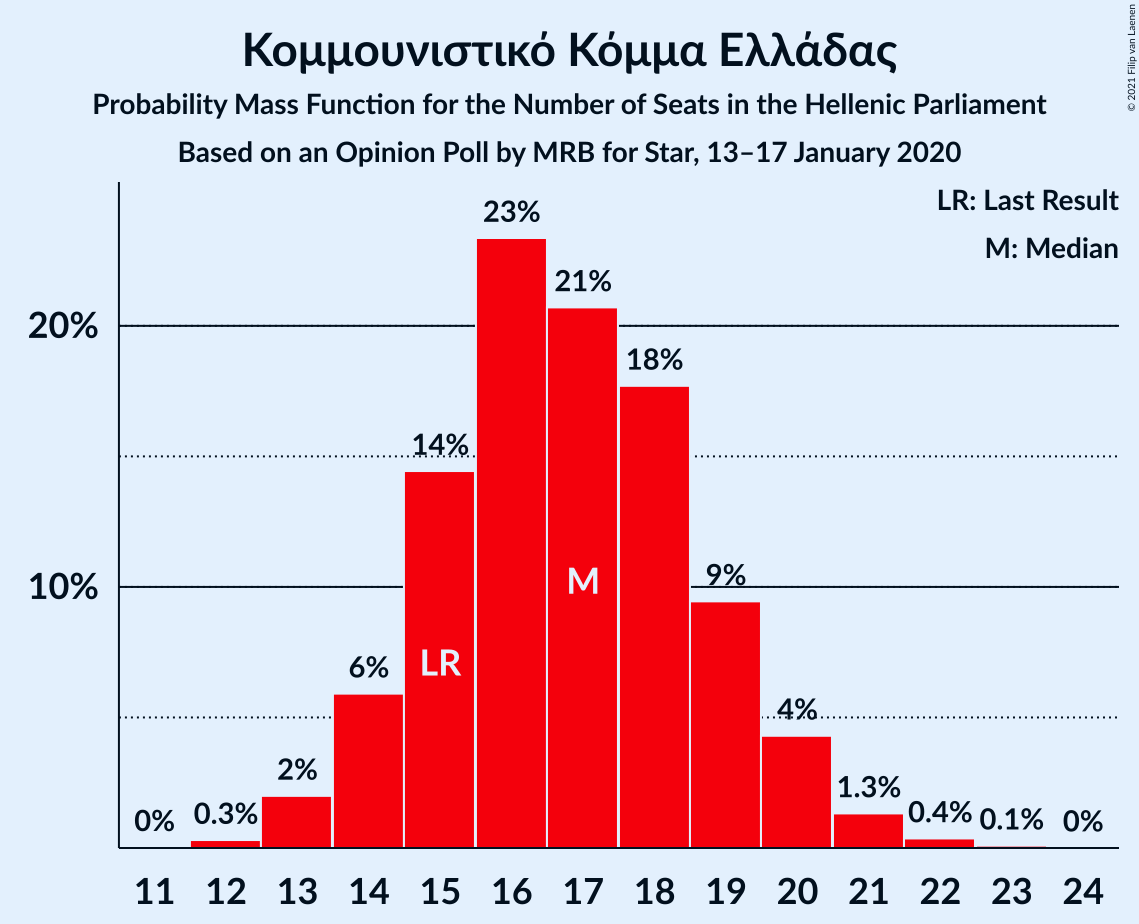 Κομμουνιστικό Κόμμα Ελλάδας
Probability Mass Function for the Number of Seats in the Hellenic Parliament
Based on an Opinion Poll by MRB for Star, 13–17 January 2020
© 2021 Filip van Laenen
LR: Last Result
M: Median
23%
21%
20%
18%
14%
10%
9%
M
LR
6%
4%
2%
1.3%
0% 0.3% 0.4% 0.1% 0%
11 12 13 14 15 16 17 18 19 20 21 22 23 24